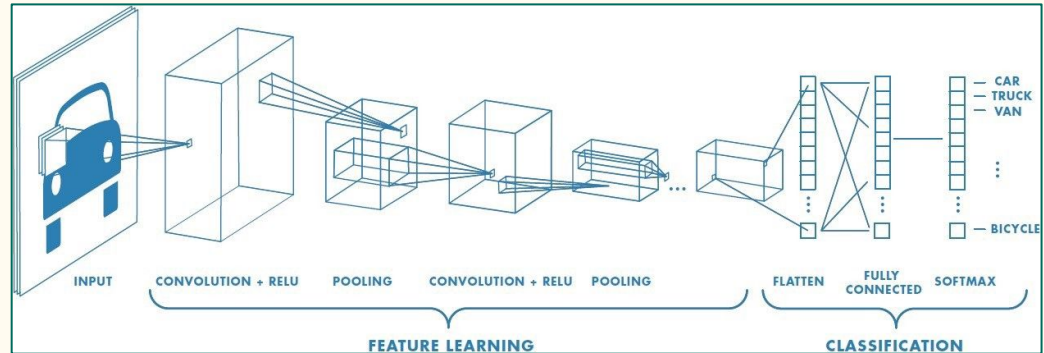 CAR
TRUCK
VAN
BICYCLE
INPUT
CONVOLUTION + RELU
POOLING
CONVOLUTION + RELU
POOLING
FLATTEN
FULLY
CONNECTED
SOFTMAX
FEATURE LEARNING
CLASSIFICATION